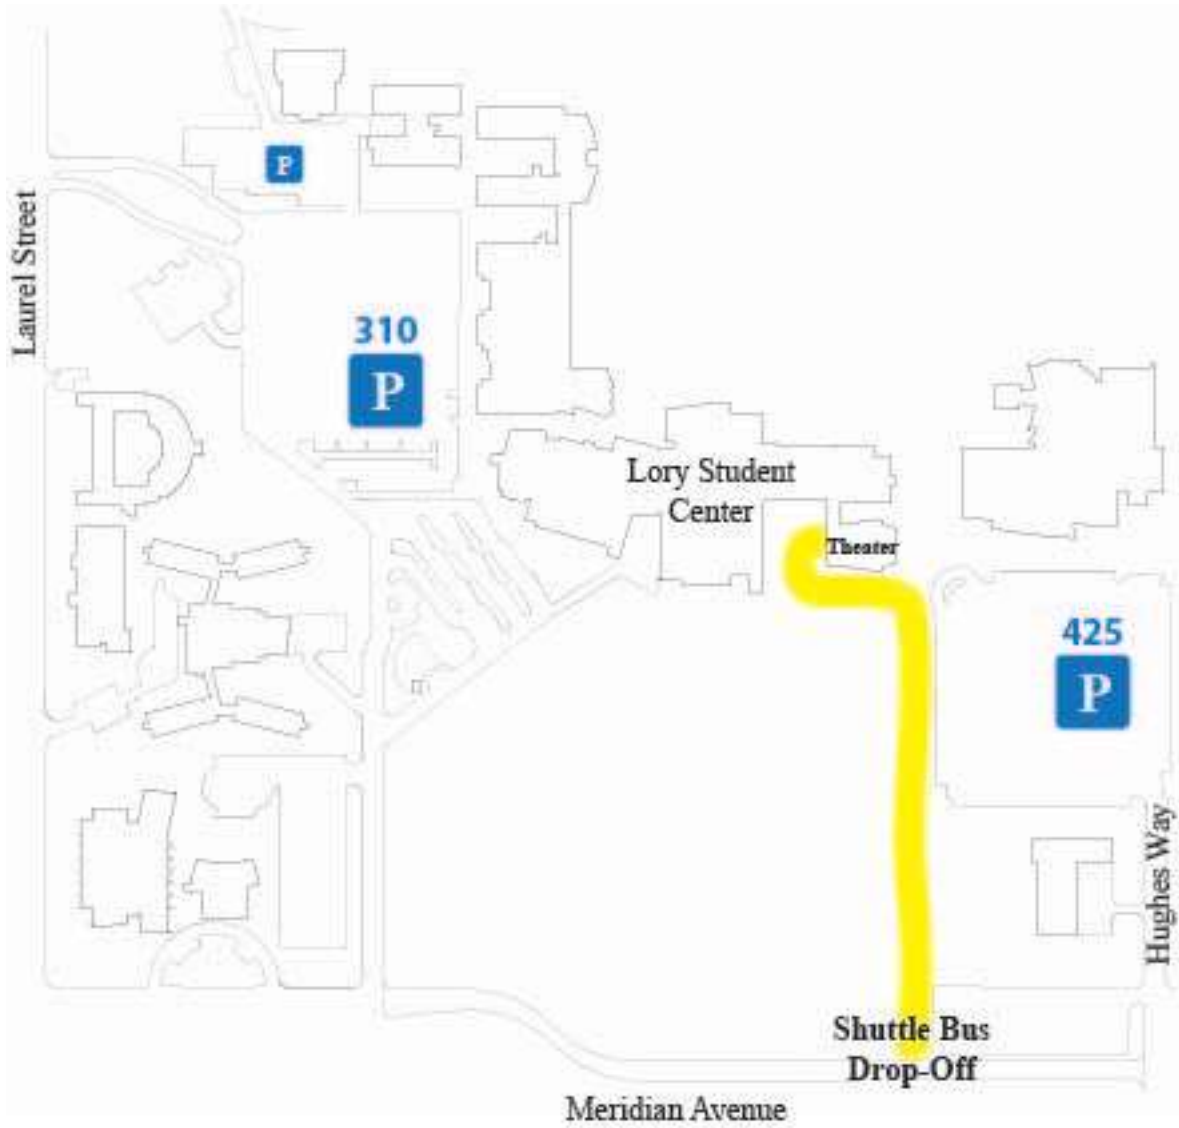 P
Laurel Street
310
P
Lory Student
Center
Theater
425
P
Hughes Way
Shuttle Bus
Drop-Off
Meridian Avenue